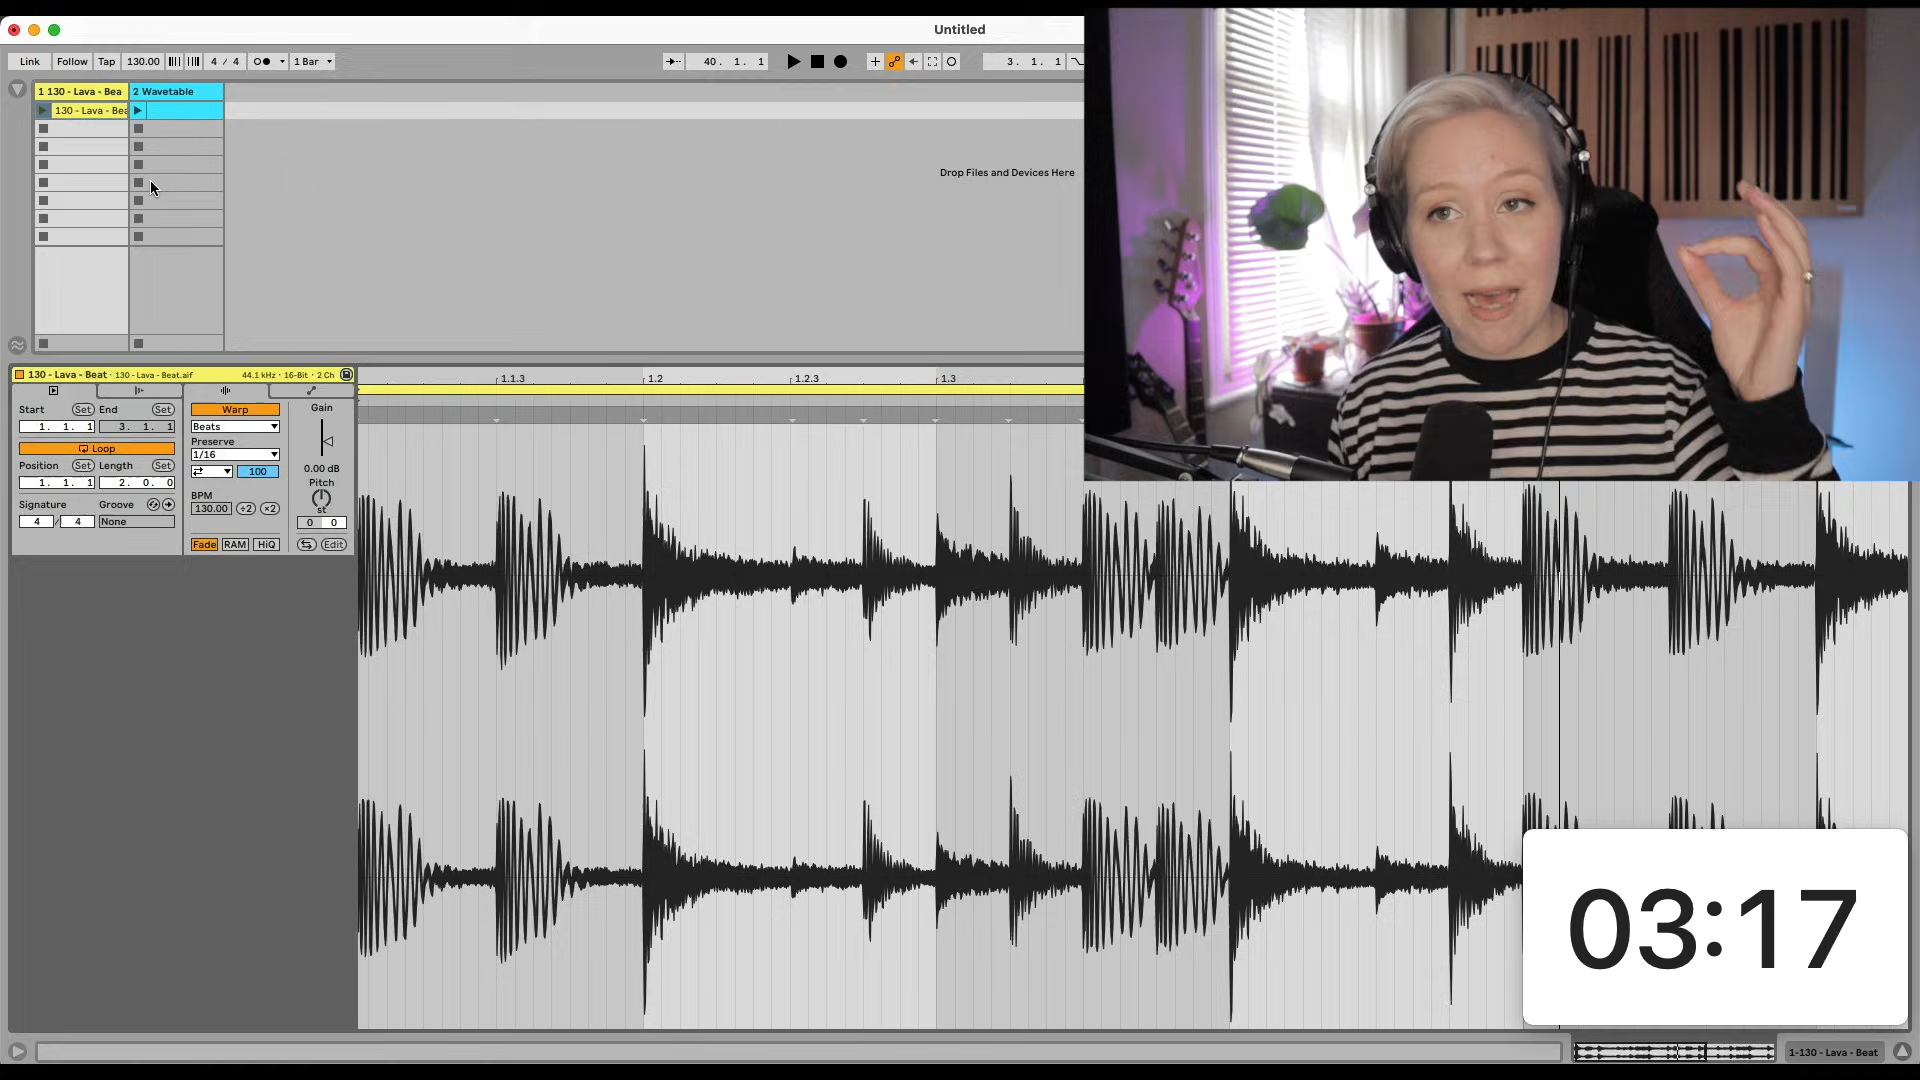 Untitled
Link Follow Tap 130.00 4 / 4 1 Bar 40. 1. 1 3. 1. 1
1 130 - Lava - Bea 2 Wavetable
130 - Lava - Bea
Drop Files and Devices Here
130 - Lava - Beat · 130 - Lava - Beat.aif 44.1 kHz · 16-Bit · 2 Ch
1.1.3 1.2 1.2.3 1.3
Start Set End Set
1. 1. 1 3. 1. 1
Loop
Position Set Length Set
1. 1. 1 2. 0. 0
Signature Groove
4 / 4 None
Warp
Beats
Preserve
1/16
100
BPM
130.00 ÷2 ×2
Fade RAM HiQ
Gain
0.00 dB
Pitch
st
0 0
Edit
03:17
1-130 - Lava - Beat